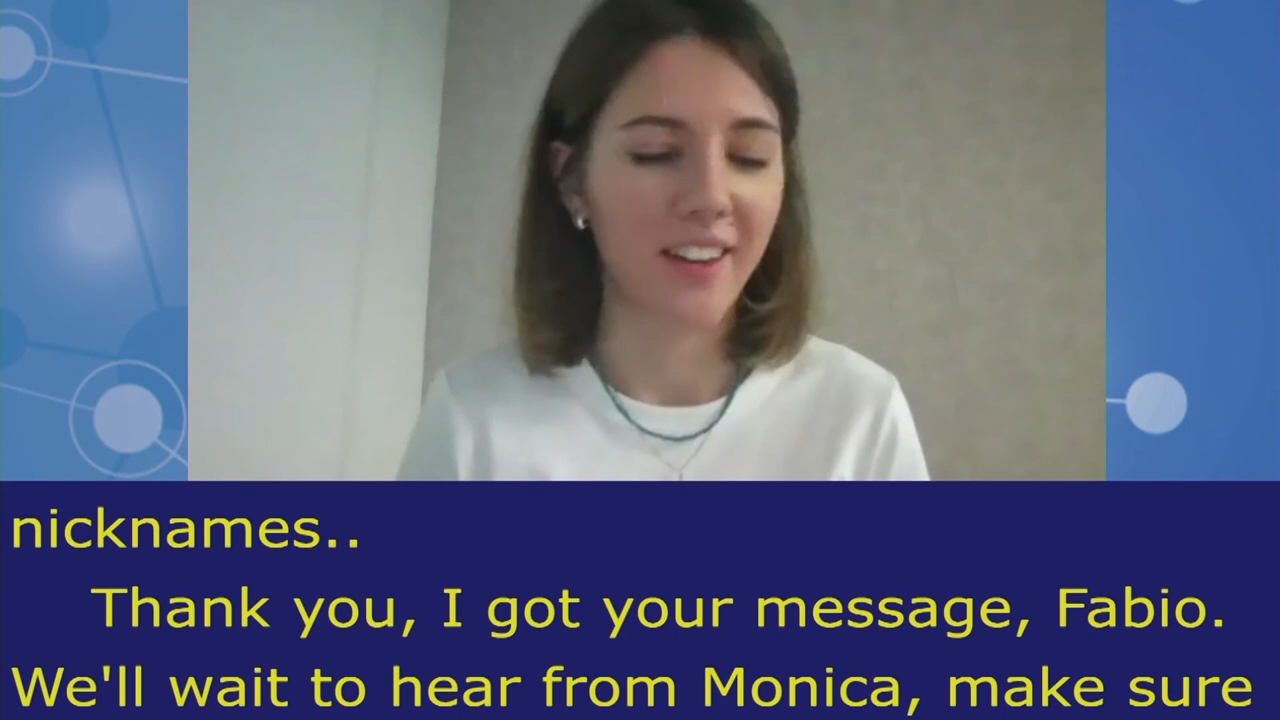 nicknames..
Thank you, I got your message, Fabio.
We'll wait to hear from Monica, make sure